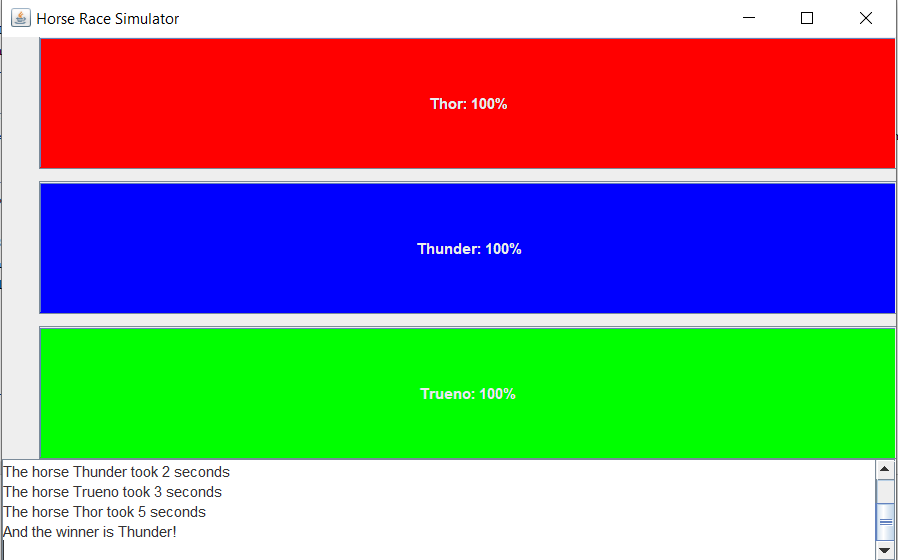 Horse Race Simulator
Thor: 100%
Thunder: 100%
Trueno: 100%
The horse Thunder took 2 seconds
The horse Trueno took 3 seconds
The horse Thor took 5 seconds
And the winner is Thunder!